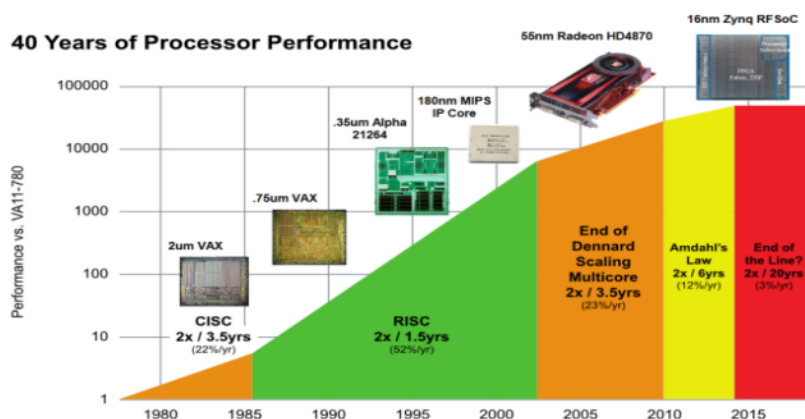 40 Years of Processor Performance
16nm Zynq RFSoC
55nm Radeon HD4870
180nm MIPS
IP Core
.35um Alpha
21264
.75um VAX
2um VAX
FPGA
Fabric, DSP
Performance vs. VA11-780
100000
10000
1000
100
10
1
CISC
2x / 3.5yrs
(22%/yr)
RISC
2x / 1.5yrs
(52%/yr)
End of
Dennard
Scaling
Multicore
2x / 3.5yrs
(23%/yr)
Amdahl's
Law
2x / 6yrs
(12%/yr)
End of
the Line?
2x / 20yrs
(3%/yr)
1980
1985
1990
1995
2000
2005
2010
2015